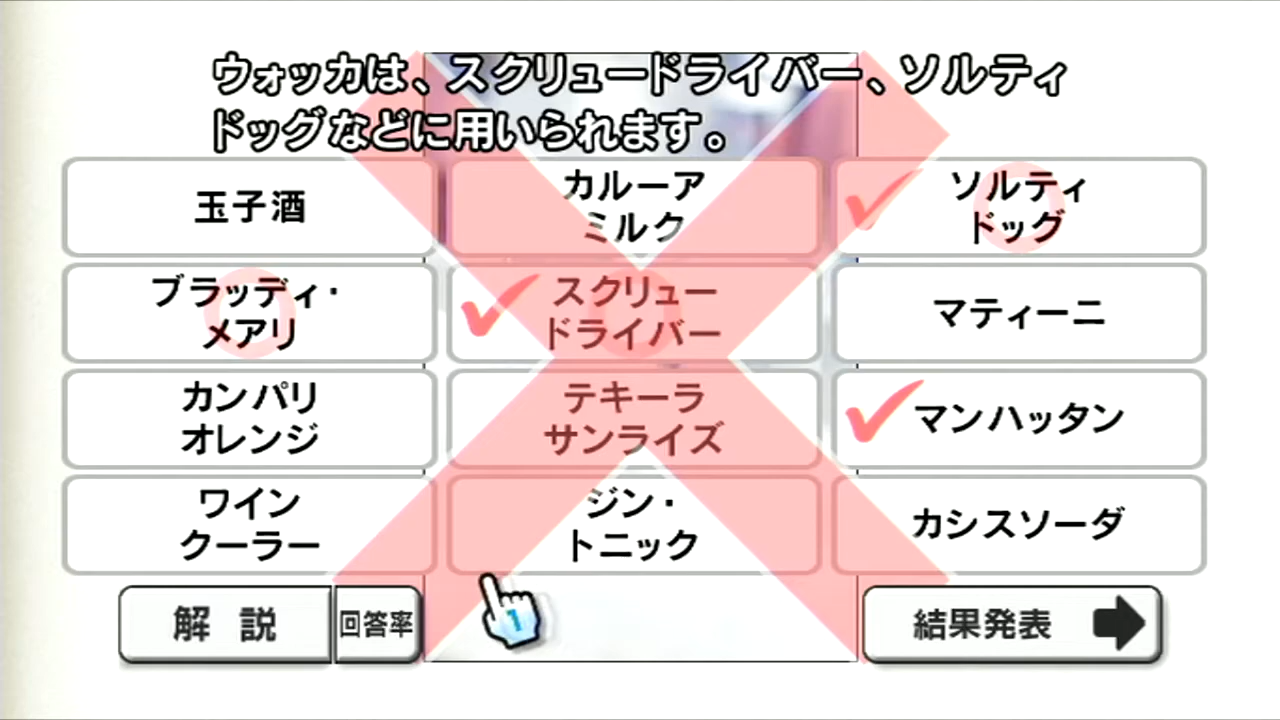 ウォッカは、スクリュードライバー、ソルティ
ドッグなどに用いられます。
玉子酒
カルーア
ミルク
ソルティ
ドッグ
ブラッディ・
メアリ
スクリュー
ドライバー
マティーニ
カンパリ
オレンジ
テキーラ
サンライズ
マンハッタン
ワイン
クーラー
ジン・
トニック
カシスソーダ
解説
回答率
1
結果発表